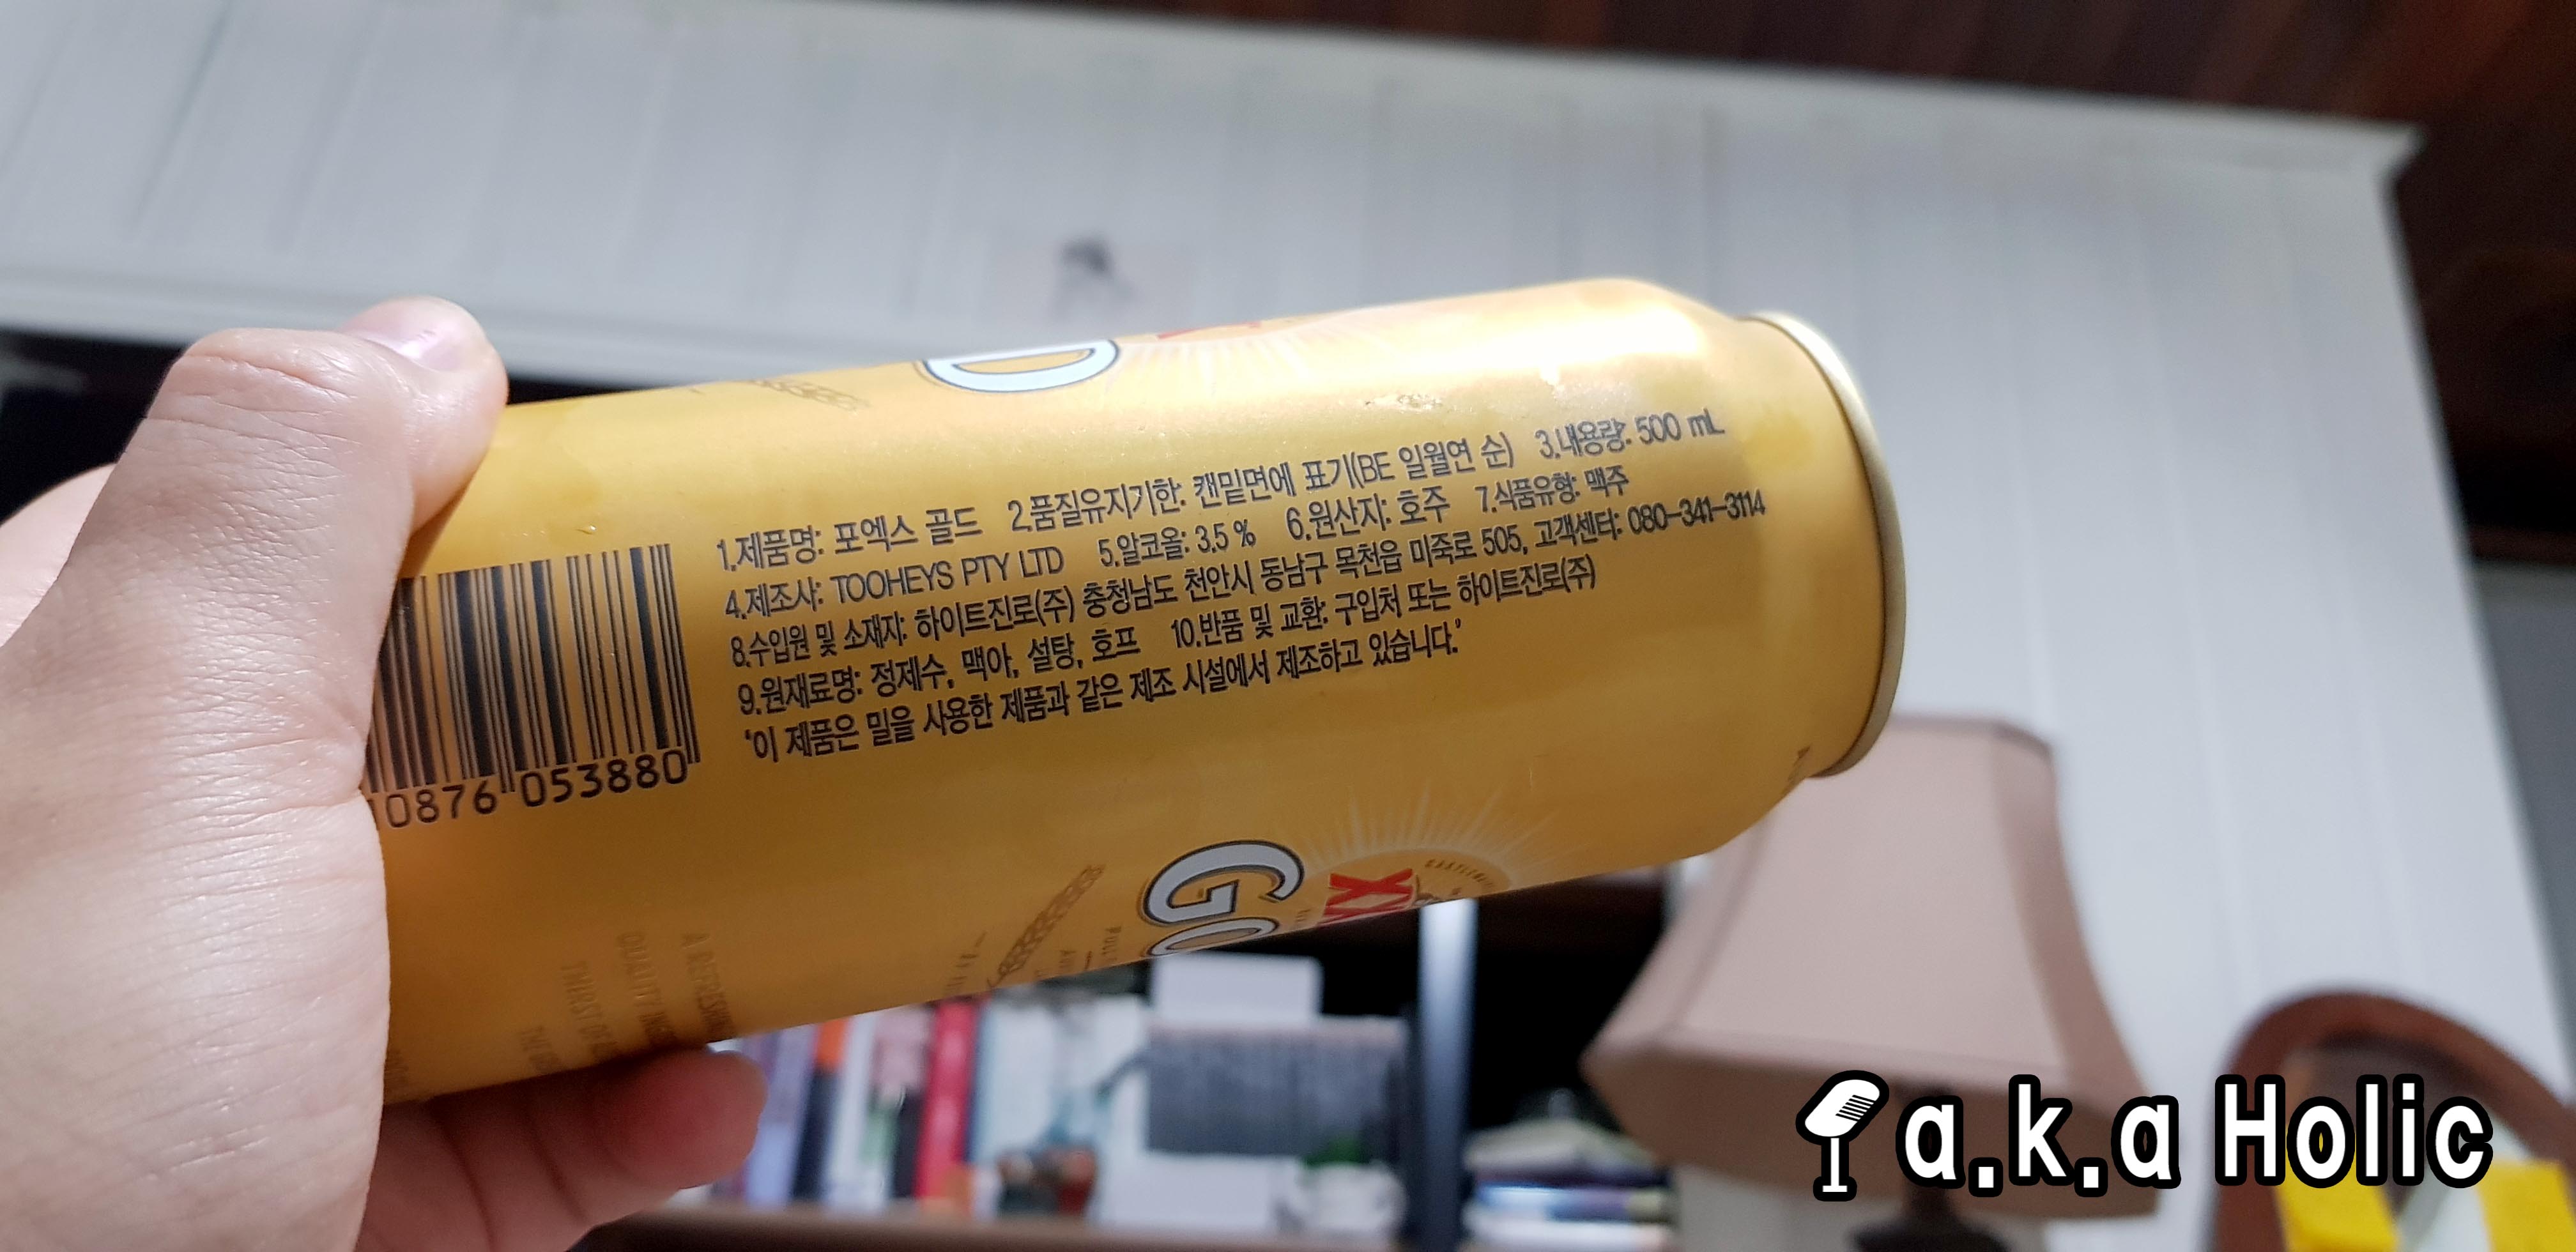 1.제품명: 포엑스 골드 2.품질유지기한: 캔밑면에 표기(BE 일월연 순) 3.내용량: 500 mL
4.제조사: TOOHEYS PTY LTD 5.알코올: 3.5 % 6.원산지: 호주 7.식품유형: 맥주
8.수입원 및 소재지: 하이트진로(주) 충청남도 천안시 동남구 목천읍 미죽로 505, 고객센터: 080-341-3114
9.원재료명: 정제수, 맥아, 설탕, 호프 10.반품 및 교환: 구입처 또는 하이트진로(주)
'이 제품은 밀을 사용한 제품과 같은 제조 시설에서 제조하고 있습니다.'
10876 053880
D
XX
GO
A REFRESHING
QUALITY
THIRST
a.k.a Holic